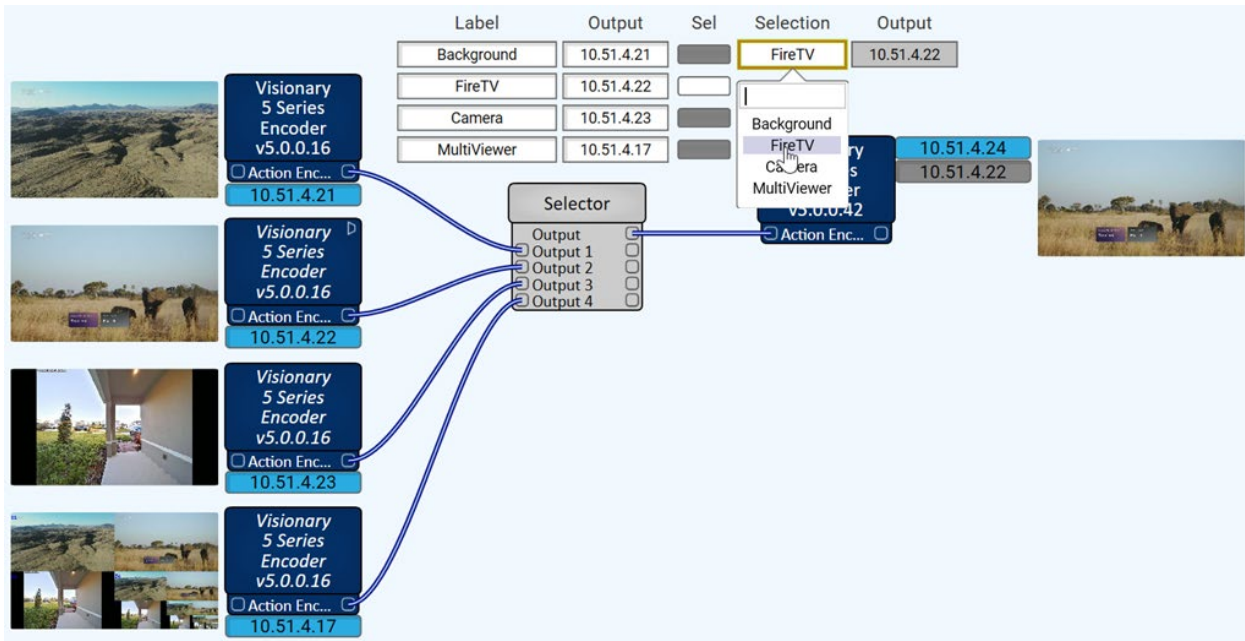 Label Output Sel Selection Output
Background 10.51.4.21 FireTV 10.51.4.22
FireTV 10.51.4.22
Camera 10.51.4.23
MultiViewer 10.51.4.17
Background
FireTV
Ca era
MultiViewer
Visionary
5 Series
Encoder
v5.0.0.16
Action Enc...
10.51.4.21
Visionary
5 Series
Encoder
v5.0.0.16
Action Enc...
10.51.4.22
Visionary
5 Series
Encoder
v5.0.0.16
Action Enc...
10.51.4.23
Visionary
5 Series
Encoder
v5.0.0.16
Action Enc...
10.51.4.17
Selector
Output
Output 1
Output 2
Output 3
Output 4
ry
s
er
v5.0.0.42
Action Enc...
10.51.4.24
10.51.4.22